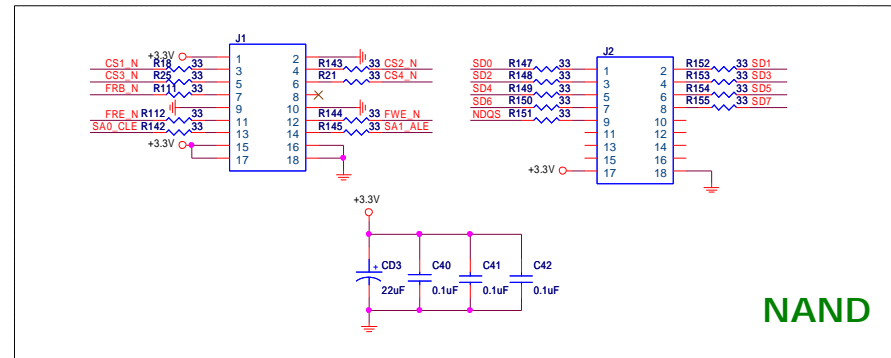 J1
+3.3V 1 2
CS1_N R18 33 3 4 R143 33 CS2_N
CS3_N R25 33 5 6 R21 33 CS4_N
FRB_N R111 33 7 8
9 10
FRE_N R112 33 11 12 R144 33 FWE_N
SA0_CLE R142 33 13 14 R145 33 SA1_ALE
+3.3V 15 16
17 18
J2
SD0 R147 33 1 2 R152 33 SD1
SD2 R148 33 3 4 R153 33 SD3
SD4 R149 33 5 6 R154 33 SD5
SD6 R150 33 7 8 R155 33 SD7
NDQS R151 33 9 10
11 12
13 14
15 16
+3.3V 17 18
+3.3V
+ CD3 C40 C41 C42
22uF 0.1uF 0.1uF 0.1uF
NAND